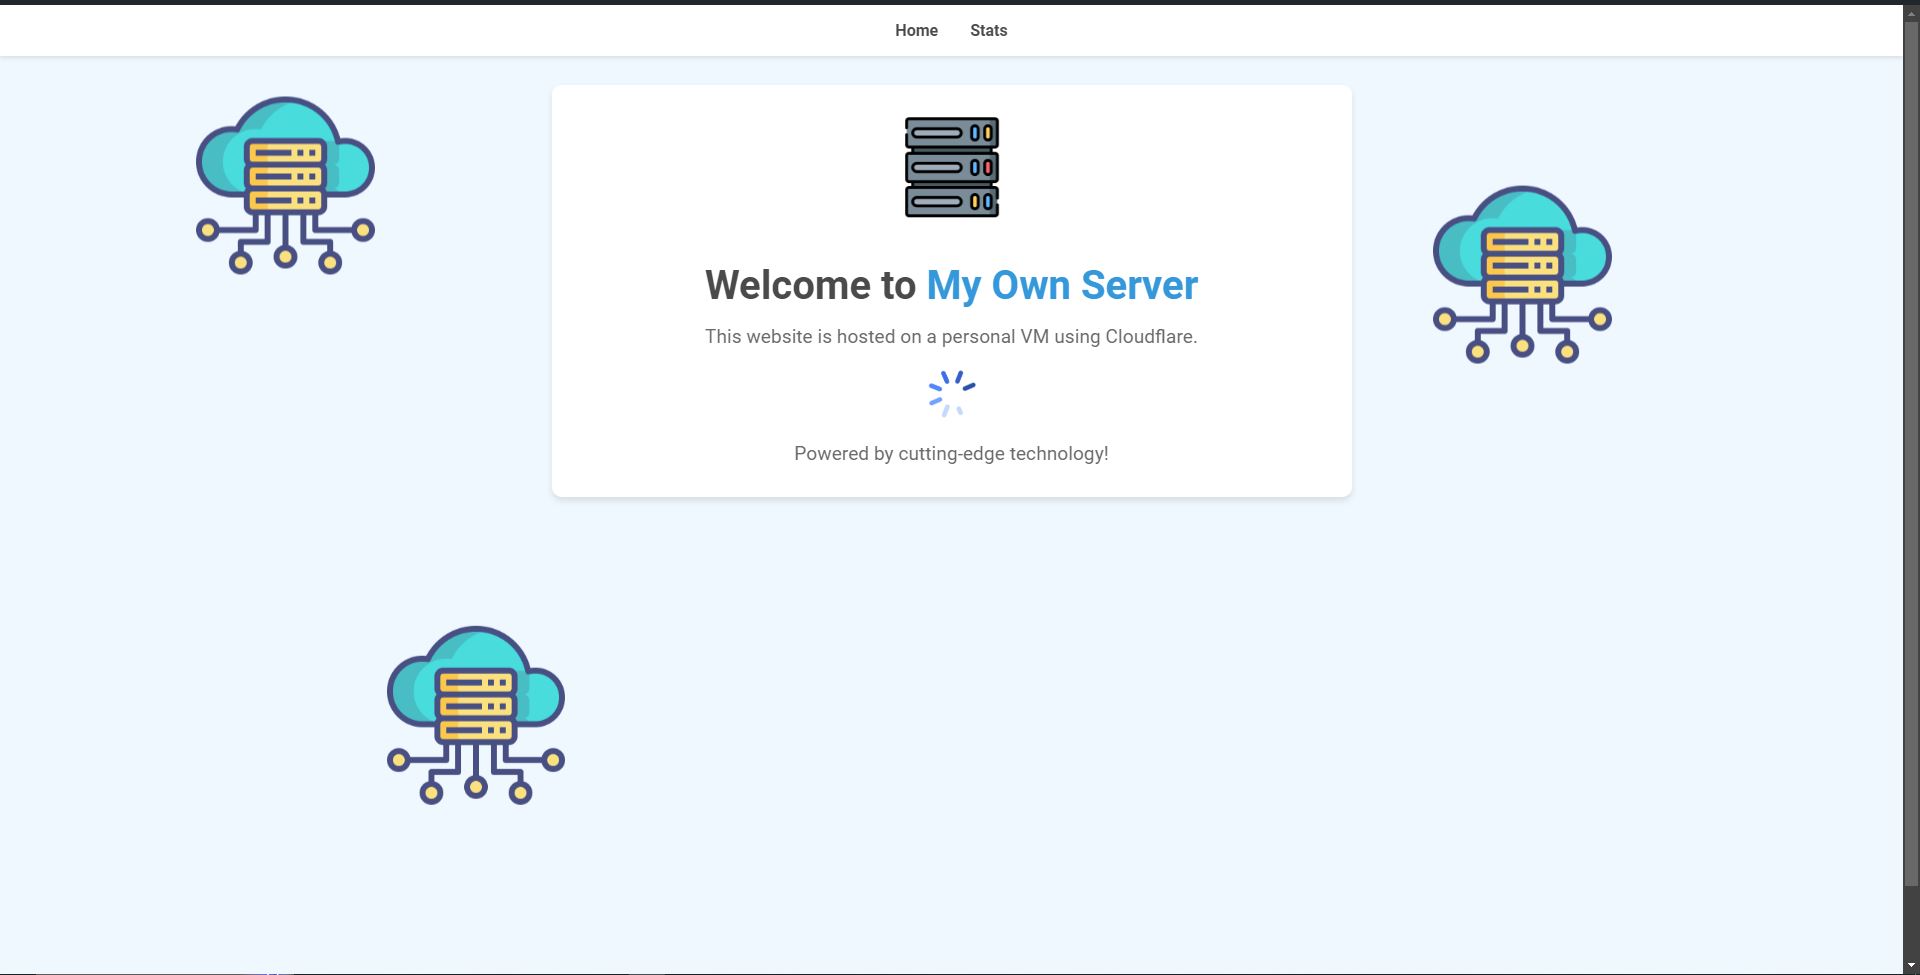 Home Stats
Welcome to My Own Server
This website is hosted on a personal VM using Cloudflare.
Powered by cutting-edge technology!